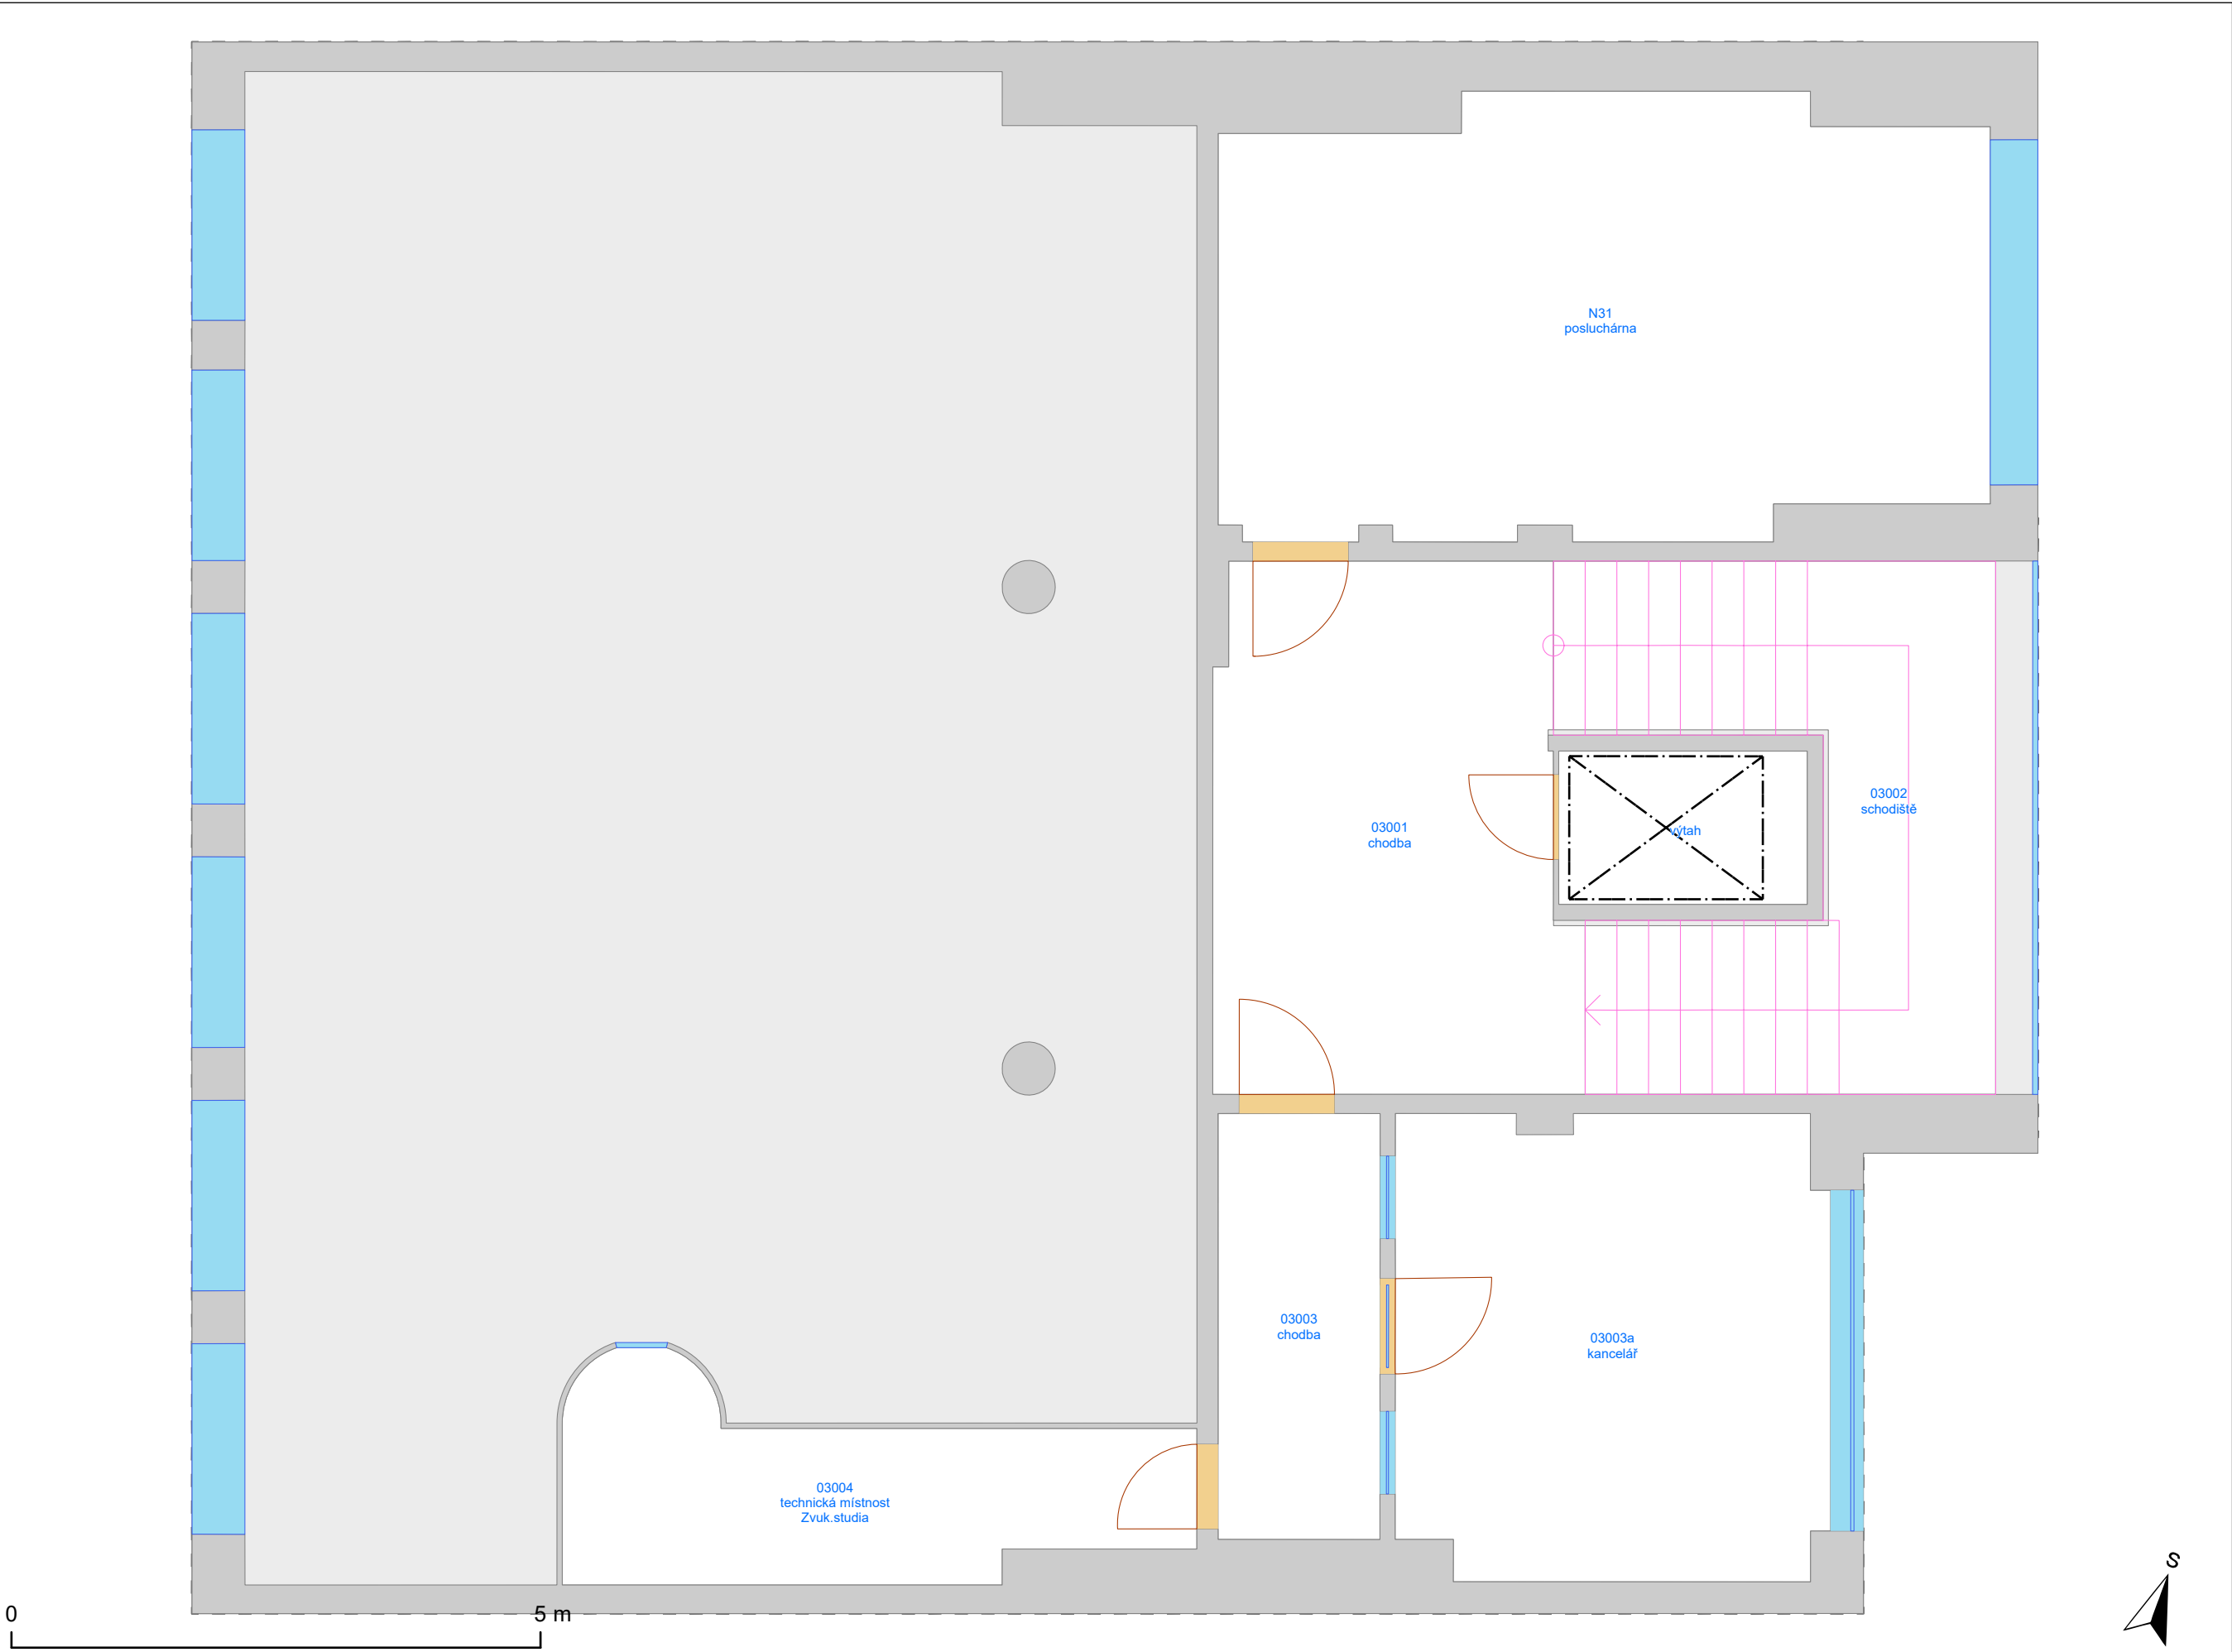 N31
posluchárna
03002
schodiště
03001
chodba
výtah
03003
chodba
03003a
kancelář
03004
technická místnost
Zvuk.studia
S
0
5 m